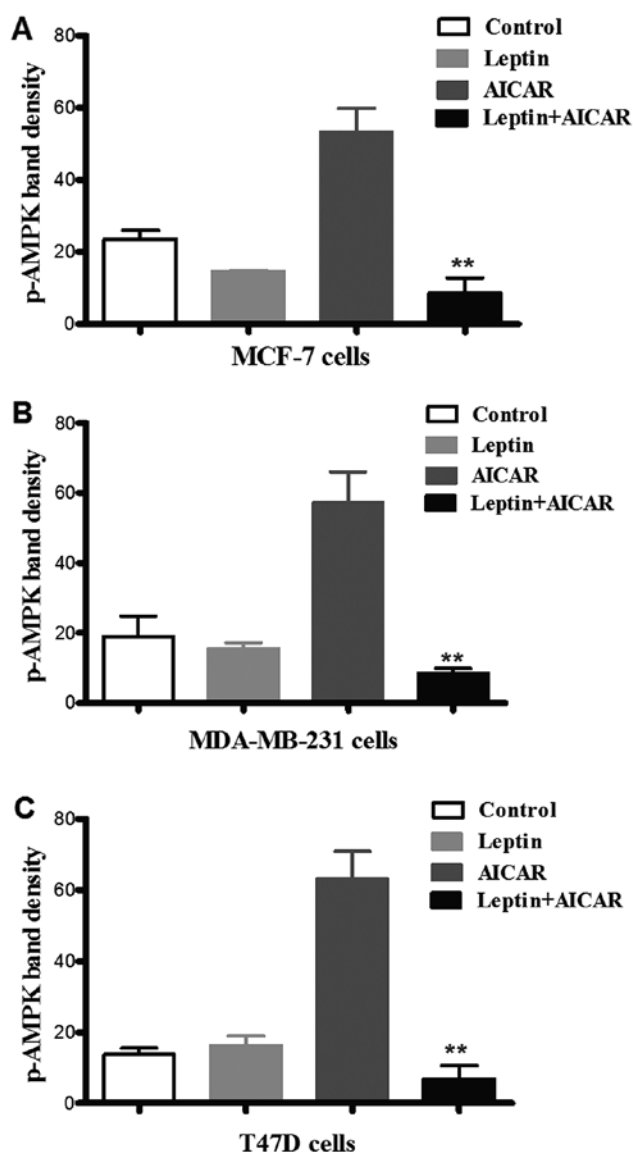 A
80
60
40
20
0
p-AMPK band density
Control
Leptin
AICAR
Leptin+AICAR
**
MCF-7 cells
B
80
60
40
20
0
p-AMPK band density
Control
Leptin
AICAR
Leptin+AICAR
**
MDA-MB-231 cells
C
80
60
40
20
0
p-AMPK band density
Control
Leptin
AICAR
Leptin+AICAR
**
T47D cells